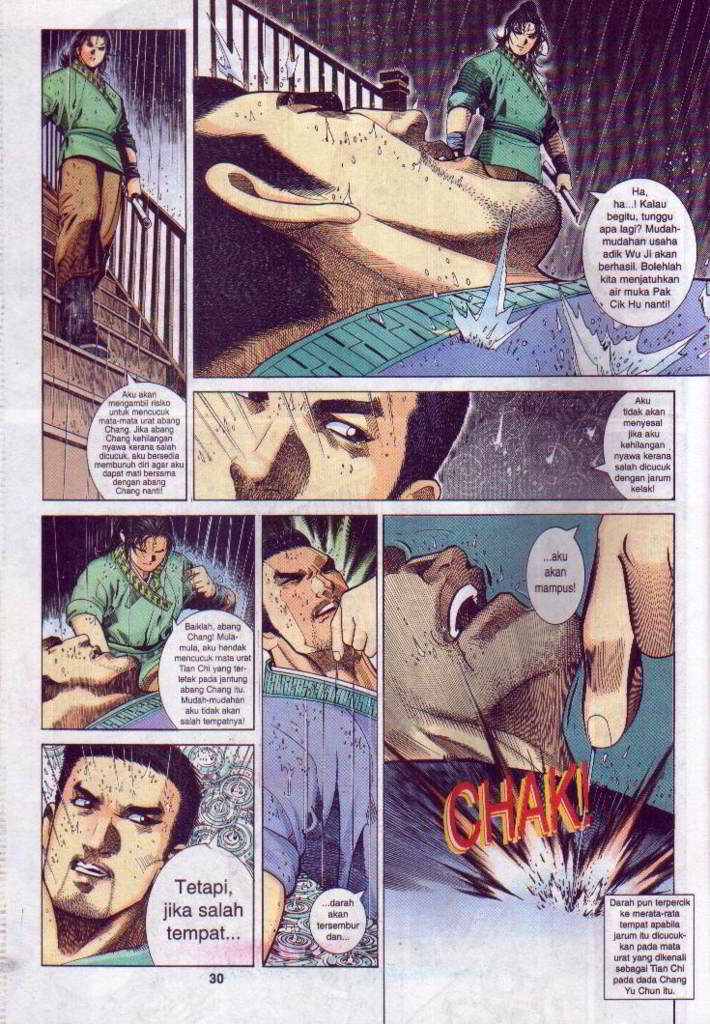 Ha,
ha...! Kalau
begitu, tunggu
apa lagi? Mudah-
mudahan usaha
adik Wu Ji akan
berhasil. Bolehlah
kita menjatuhkan
air muka Pak
Cik Hu nanti!
Aku akan
mengambil risiko
untuk mencucuk
mata-mata urat abang
Chang. Jika abang
Chang kehilangan
nyawa kerana salah
dicucuk, aku bersedia
membunuh diri agar aku
dapat mati bersama
dengan abang
Chang nanti!
Aku
tidak akan
menyesal
jika aku
kehilangan
nyawa kerana
salah dicucuk
dengan jarum
kelak!
Baiklah, abang
Chang! Mula-
mula, aku hendak
mencucuk mata urat
Tian Chi yang ter-
letak pada jantung
abang Chang itu.
Mudah-mudahan
aku tidak akan
salah tempatnya!
Tetapi,
jika salah
tempat...
...darah
akan
tersembur
dan...
...aku
akan
mampus!
CHAK!
Darah pun terpercik
ke merata-rata
tempat apabila
jarum itu dicucuk-
kan pada mata
urat yang dikenali
sebagai Tian Chi
pada dada Chang
Yu Chun itu.
30